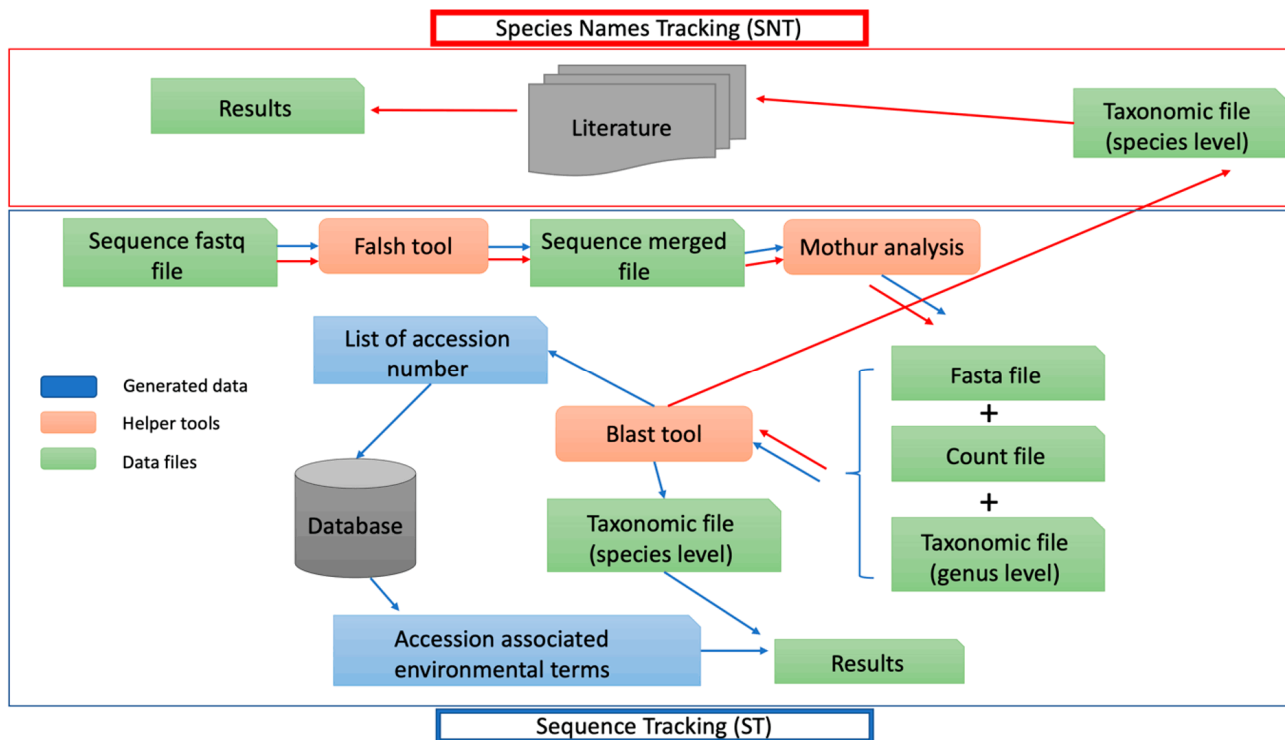 Species Names Tracking (SNT)
Results
Literature
Taxonomic file
(species level)
Sequence fastq
file
Falsh tool
Sequence merged
file
Mothur analysis
List of accession
number
Generated data
Helper tools
Data files
Blast tool
Fasta file
+
Count file
+
Taxonomic file
(genus level)
Database
Taxonomic file
(species level)
Accession associated
environmental terms
Results
Sequence Tracking (ST)